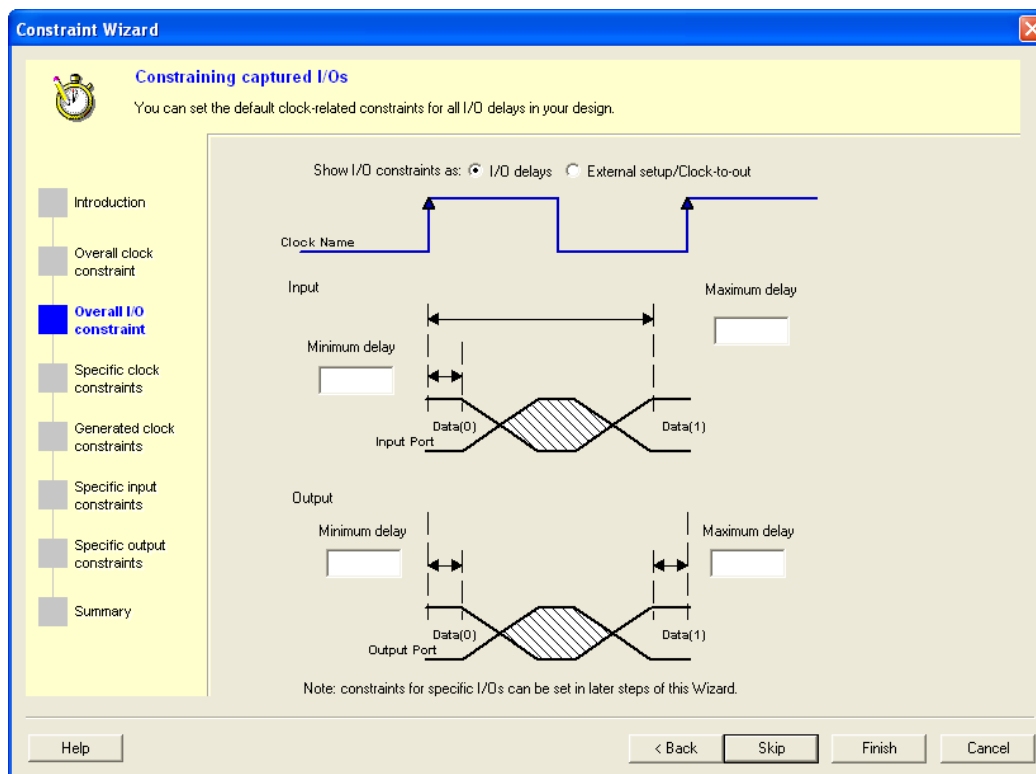 Constraint Wizard
Constraining captured I/Os
You can set the default clock-related constraints for all I/O delays in your design.
Introduction
Overall clock
constraint
Overall I/O
constraint
Specific clock
constraints
Generated clock
constraints
Specific input
constraints
Specific output
constraints
Summary
Show I/O constraints as: I/O delays External setup/Clock-to-out
Clock Name
Input
Maximum delay
Minimum delay
Data(0) Data(1)
Input Port
Output
Minimum delay Maximum delay
Data(0) Data(1)
Output Port
Note: constraints for specific I/Os can be set in later steps of this Wizard.
Help < Back Skip Finish Cancel